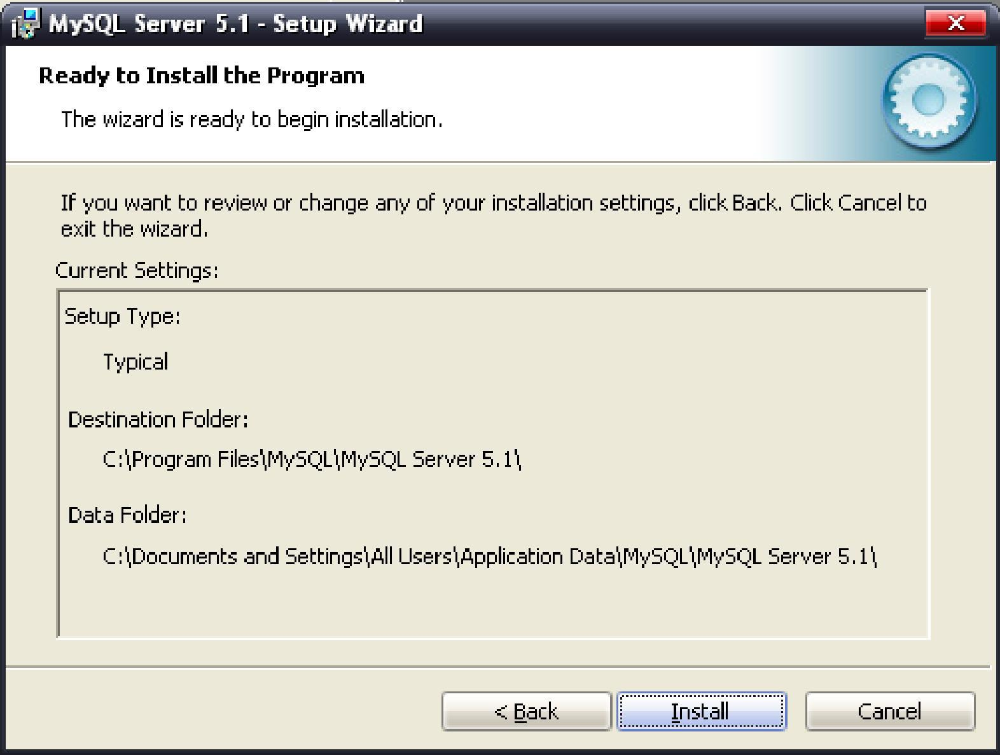 MySQL Server 5.1 - Setup Wizard
Ready to Install the Program
The wizard is ready to begin installation.
If you want to review or change any of your installation settings, click Back. Click Cancel to
exit the wizard.
Current Settings:
Setup Type:
Typical
Destination Folder:
C:\Program Files\MySQL\MySQL Server 5.1\
Data Folder:
C:\Documents and Settings\All Users\Application Data\MySQL\MySQL Server 5.1\
< Back
Install
Cancel